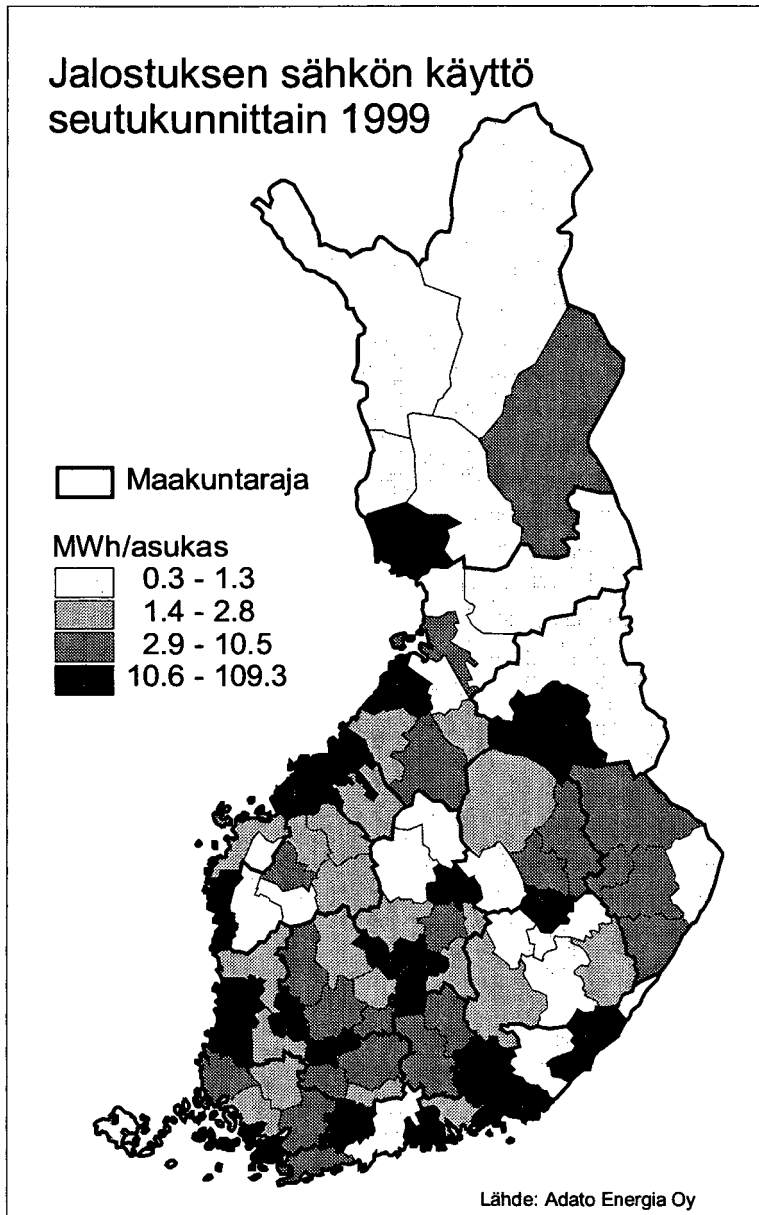 Jalostuksen sähkön käyttö
seutukunnittain 1999
Maakuntaraja
MWh/asukas
0.3 - 1.3
1.4 - 2.8
2.9 - 10.5
10.6 - 109.3
Lähde: Adato Energia Oy